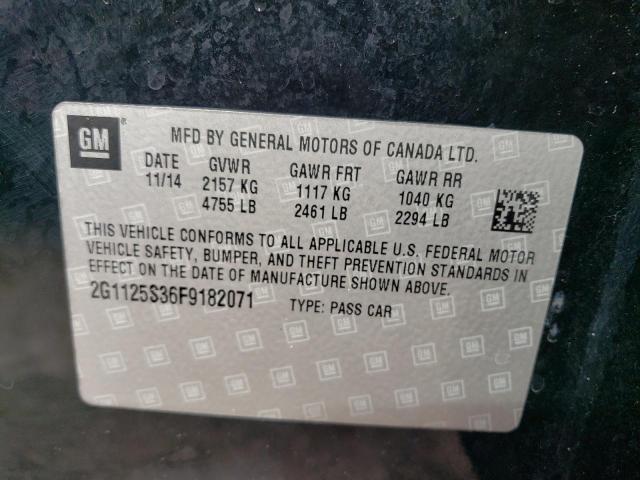 GM
MFD BY GENERAL MOTORS OF CANADA LTD.
DATE GVWR GAWR FRT GAWR RR
11/14 2157 KG 1117 KG 1040 KG
4755 LB 2461 LB 2294 LB
THIS VEHICLE CONFORMS TO ALL APPLICABLE U.S. FEDERAL MOTOR
VEHICLE SAFETY, BUMPER, AND THEFT PREVENTION STANDARDS IN
EFFECT ON THE DATE OF MANUFACTURE SHOWN ABOVE.
2G1125S36F9182071 TYPE: PASS CAR